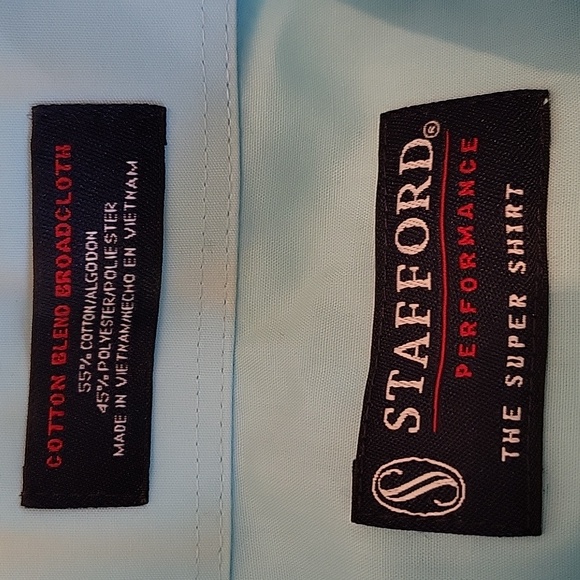 COTTON BLEND BROADCLOTH
55% COTTON/ALGODON
45% POLYESTER/POLIESTER
MADE IN VIETNAM/HECHO EN VIETNAM
S STAFFORD®
PERFORMANCE
THE SUPER SHIRT